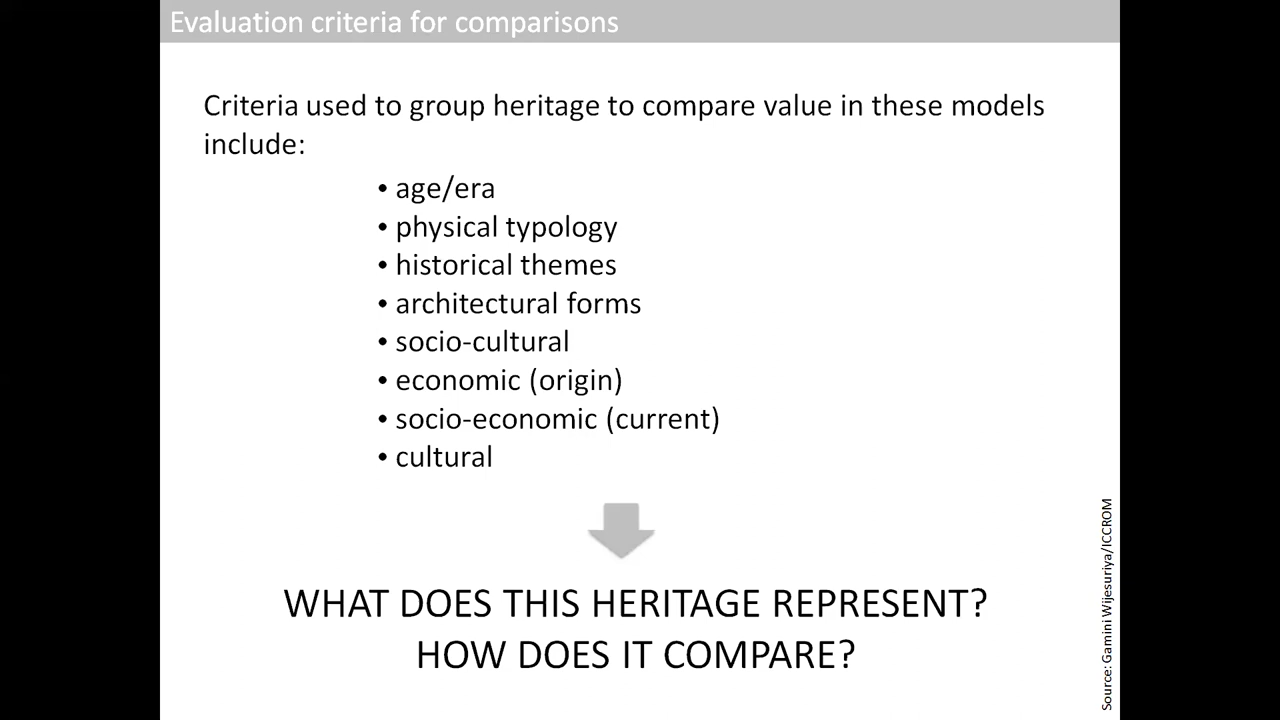 Evaluation criteria for comparisons
Criteria used to group heritage to compare value in these models
include:
• age/era
• physical typology
• historical themes
• architectural forms
• socio-cultural
• economic (origin)
• socio-economic (current)
• cultural
WHAT DOES THIS HERITAGE REPRESENT?
HOW DOES IT COMPARE?
Source: Gamini Wijesuriya/ICCROM